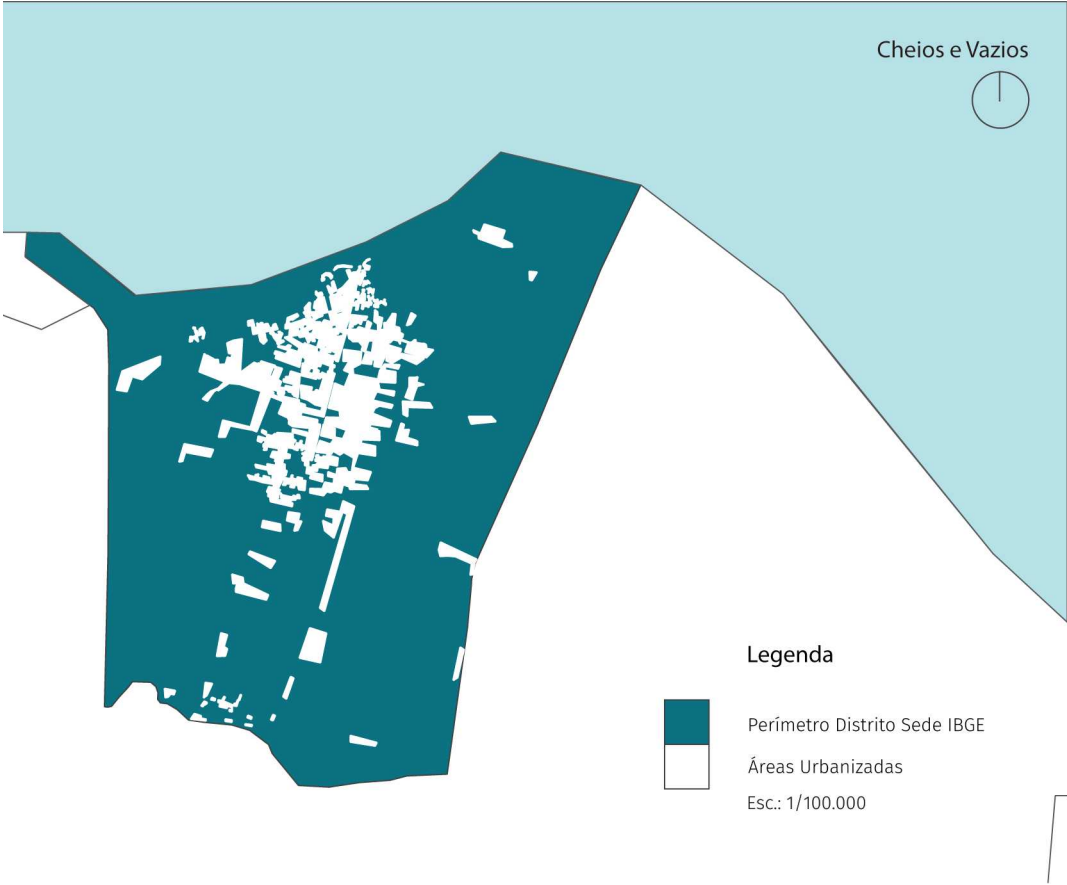 Cheios e Vazios
Legenda
Perímetro Distrito Sede IBGE
Áreas Urbanizadas
Esc.: 1/100.000